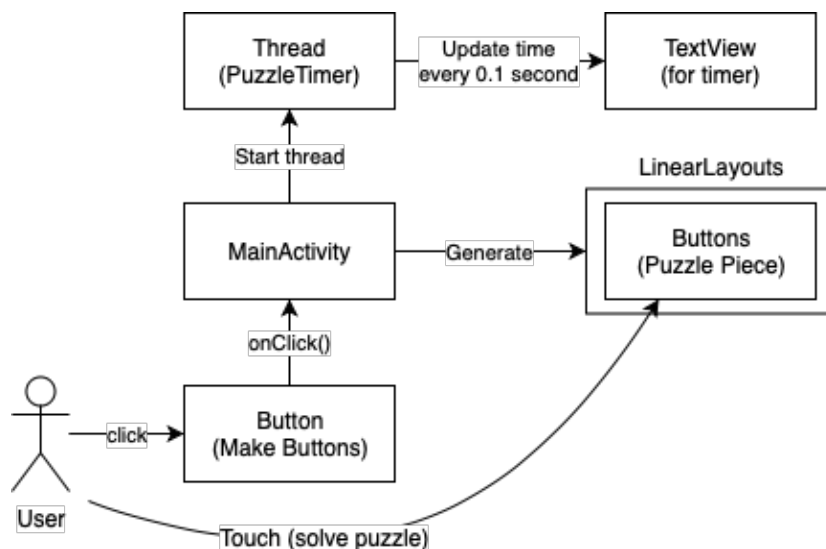 Thread
(PuzzleTimer)
Update time
every 0.1 second
TextView
(for timer)
Start thread
LinearLayouts
MainActivity
Generate
Buttons
(Puzzle Piece)
onClick()
Button
(Make Buttons)
click
User
Touch (solve puzzle)